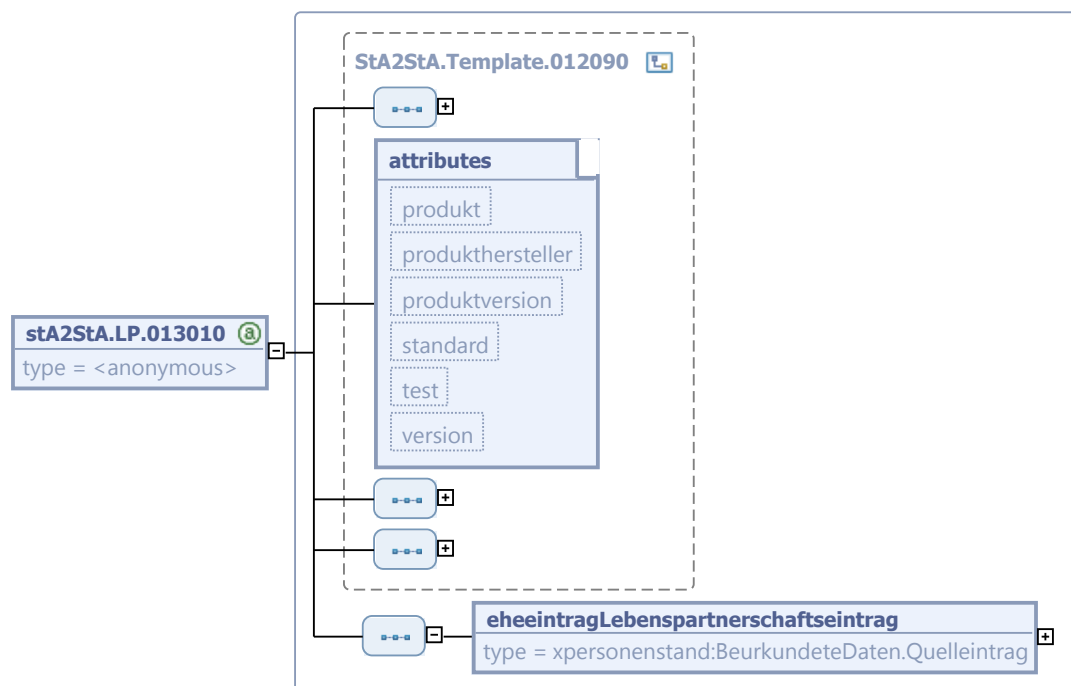 StA2StA.Template.012090
attributes
produkt
produkthersteller
produktversion
standard
test
version
stA2StA.LP.013010 @
type = <anonymous>
eheeintragLebenspartnerschaftseintrag
type = xpersonenstand:BeurkundeteDaten.Quelleintrag